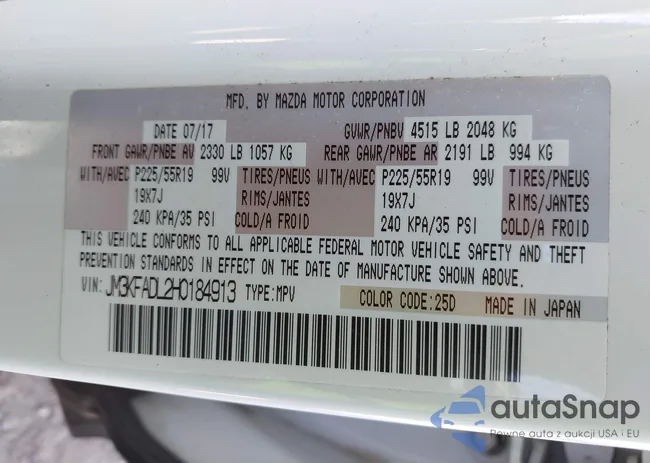 MFD. BY MAZDA MOTOR CORPORATION
DATE 07/17 GVWR/PNBV 4515 LB 2048 KG
FRONT GAWR/PNBE AV 2330 LB 1057 KG REAR GAWR/PNBE AR 2191 LB 994 KG
WITH/AVEC P225/55R19 99V TIRES/PNEUS WITH/AVEC P225/55R19 99V TIRES/PNEUS
19X7J RIMS/JANTES 19X7J RIMS/JANTES
240 KPA/35 PSI COLD/A FROID 240 KPA/35 PSI COLD/A FROID
THIS VEHICLE CONFORMS TO ALL APPLICABLE FEDERAL MOTOR VEHICLE SAFETY AND THEFT
PREVENTION STANDARDS IN EFFECT ON THE DATE OF MANUFACTURE SHOWN ABOVE.
VIN: JM3KFADL2H0184913 TYPE:MPV COLOR CODE:25D MADE IN JAPAN
autaSnap
Pewne auta z aukcji USA i EU